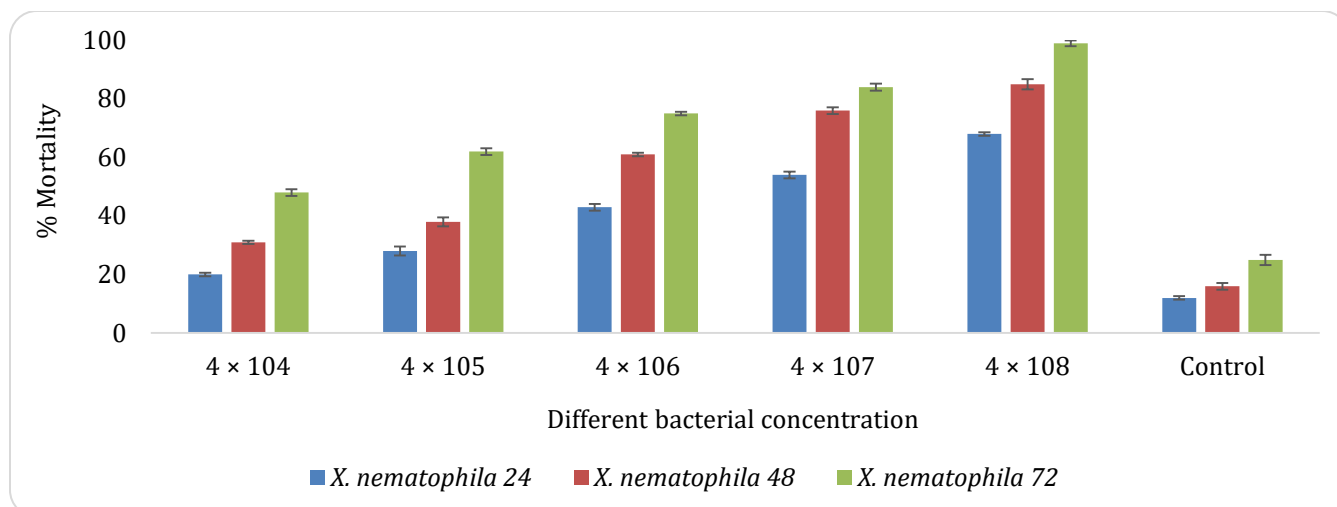 100
80
60
40
20
0
% Mortality
4 × 104 4 × 105 4 × 106 4 × 107 4 × 108 Control
Different bacterial concentration
X. nematophila 24 X. nematophila 48 X. nematophila 72